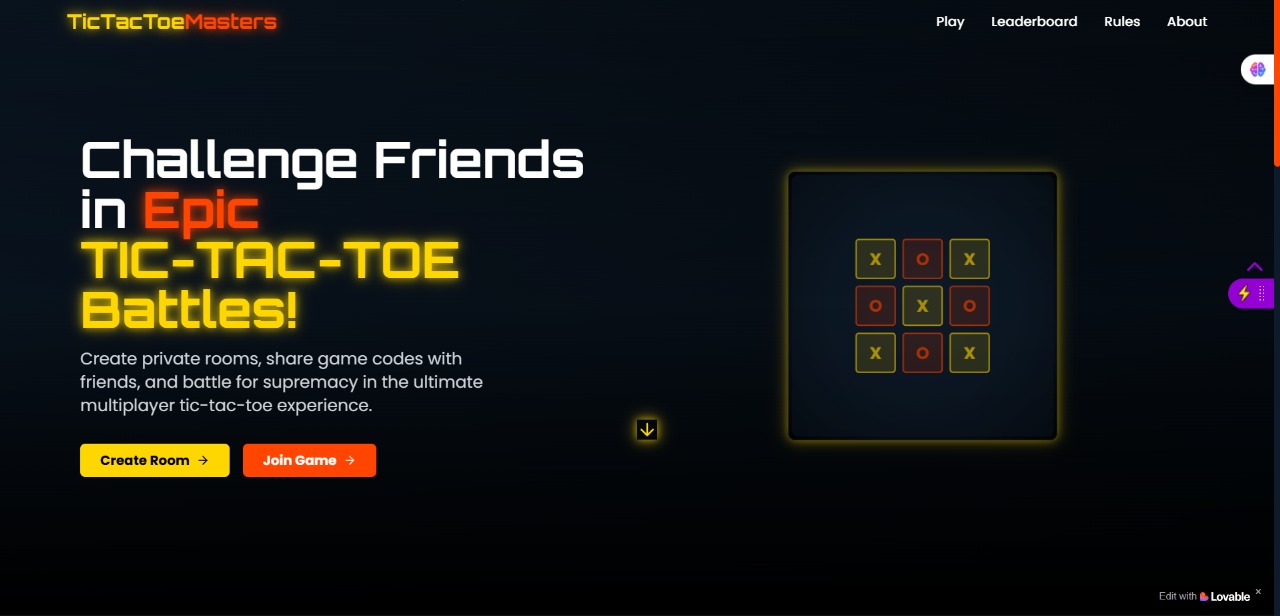 TicTacToeMasters
Play Leaderboard Rules About
Challenge Friends
in Epic
TIC-TAC-TOE
Battles!
Create private rooms, share game codes with
friends, and battle for supremacy in the ultimate
multiplayer tic-tac-toe experience.
Create Room →
Join Game →
X O X
O X O
X O X
Edit with Lovable ×